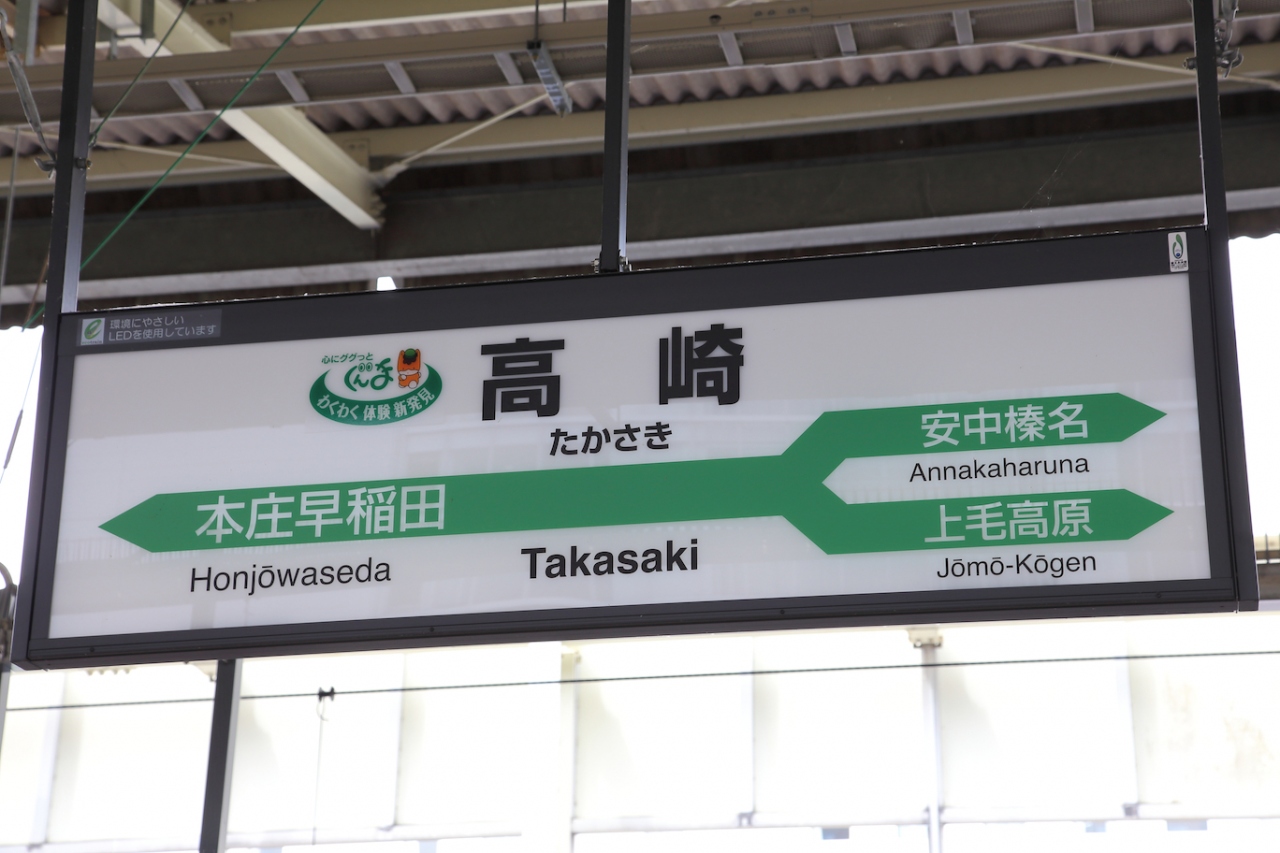 環境にやさしい
LEDを使用しています
心にググっと
ぐんま
わくわく 体験 新発見
高崎
たかさき
安中榛名
Annakaharuna
本庄早稲田
上毛高原
Honjōwaseda
Takasaki
Jōmō-Kōgen